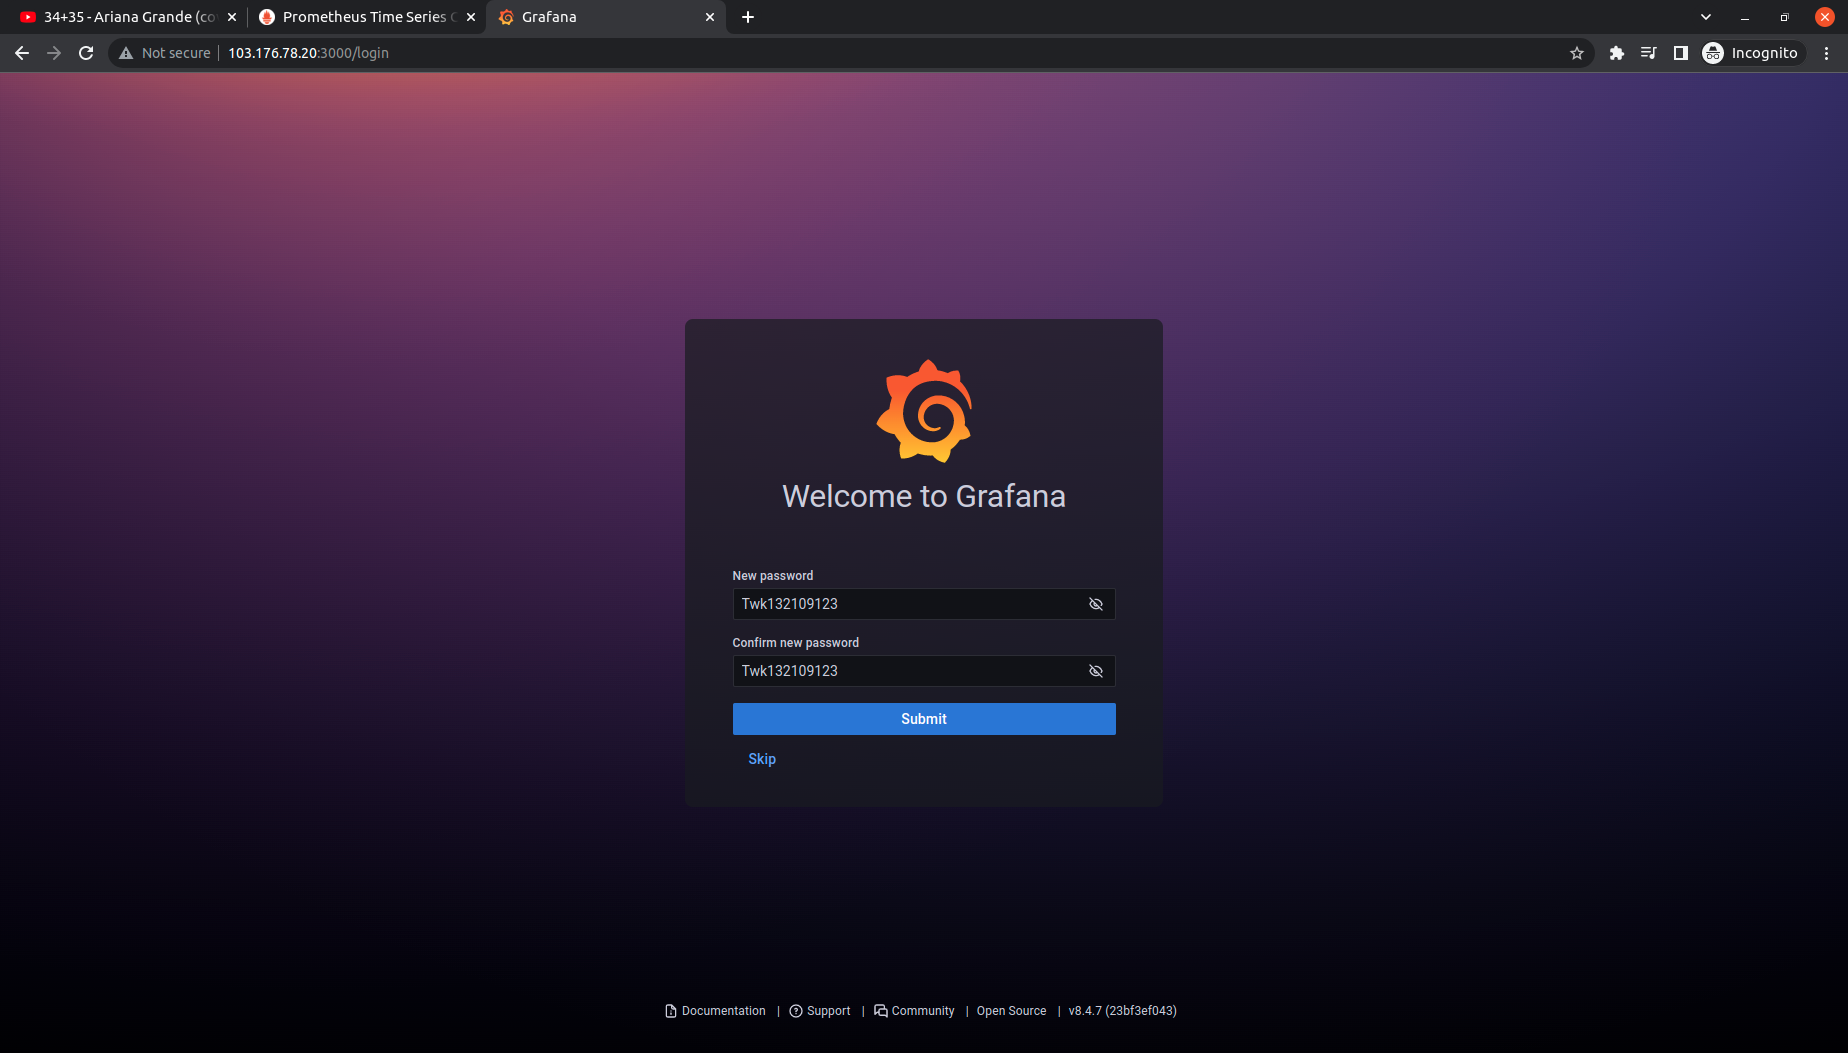 34+35 - Ariana Grande (co
Prometheus Time Series
Grafana
Not secure
103.176.78.20:3000/login
Incognito
Welcome to Grafana
New password
Twk132109123
Confirm new password
Twk132109123
Submit
Skip
Documentation | Support | Community | Open Source | v8.4.7 (23bf3ef043)